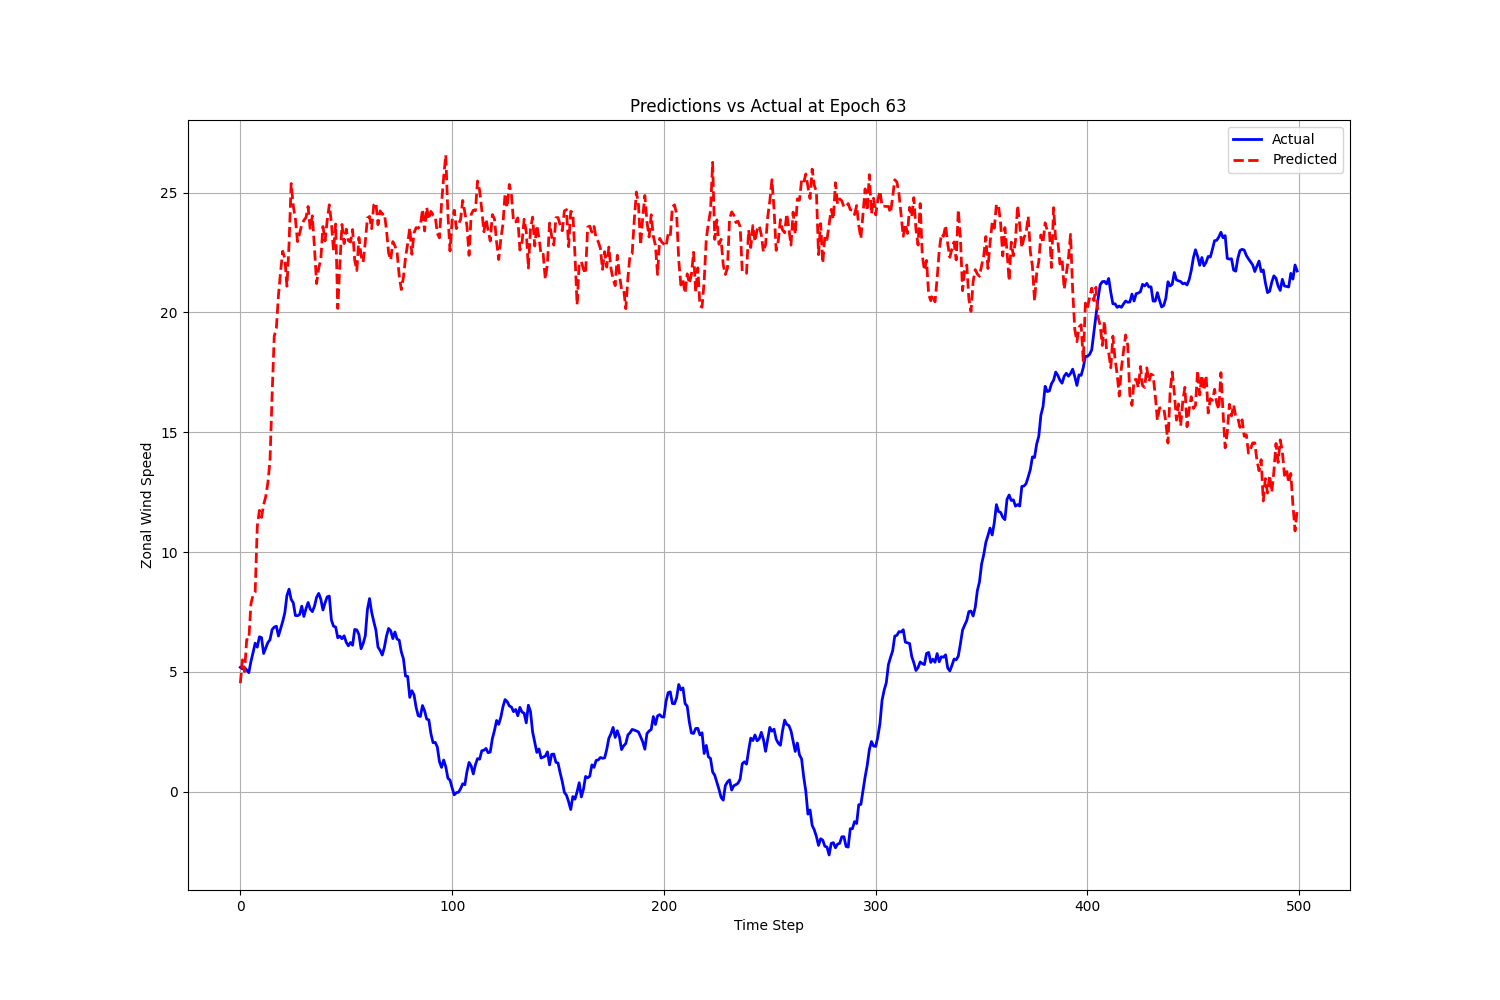 Predictions vs Actual at Epoch 63
Actual
Predicted
Zonal Wind Speed
25
20
15
10
5
0
0 100 200 300 400 500
Time Step